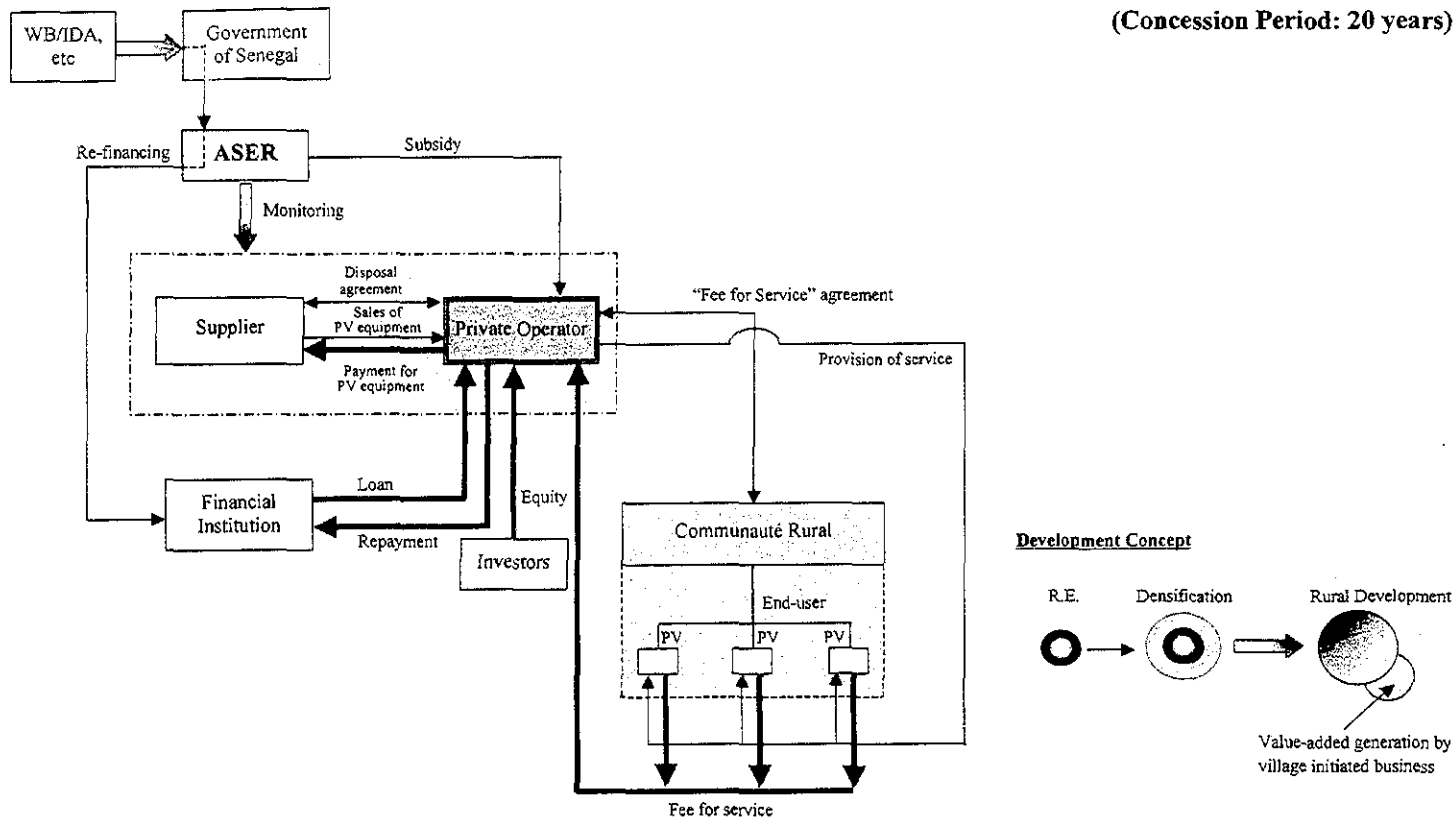 (Concession Period: 20 years)
WB/IDA,
etc
Government
of Senegal
Re-financing
ASER
Subsidy
Monitoring
Disposal
agreement
"Fee for Service" agreement
Supplier
Sales of
PV equipment
Private Operator
Provision of service
Payment for
PV equipment
Financial
Institution
Loan
Equity
Repayment
Investors
Communauté Rural
End-user
PV
PV
PV
Fee for service
Development Concept
R.E.
Densification
Rural Development
Value-added generation by
village initiated business